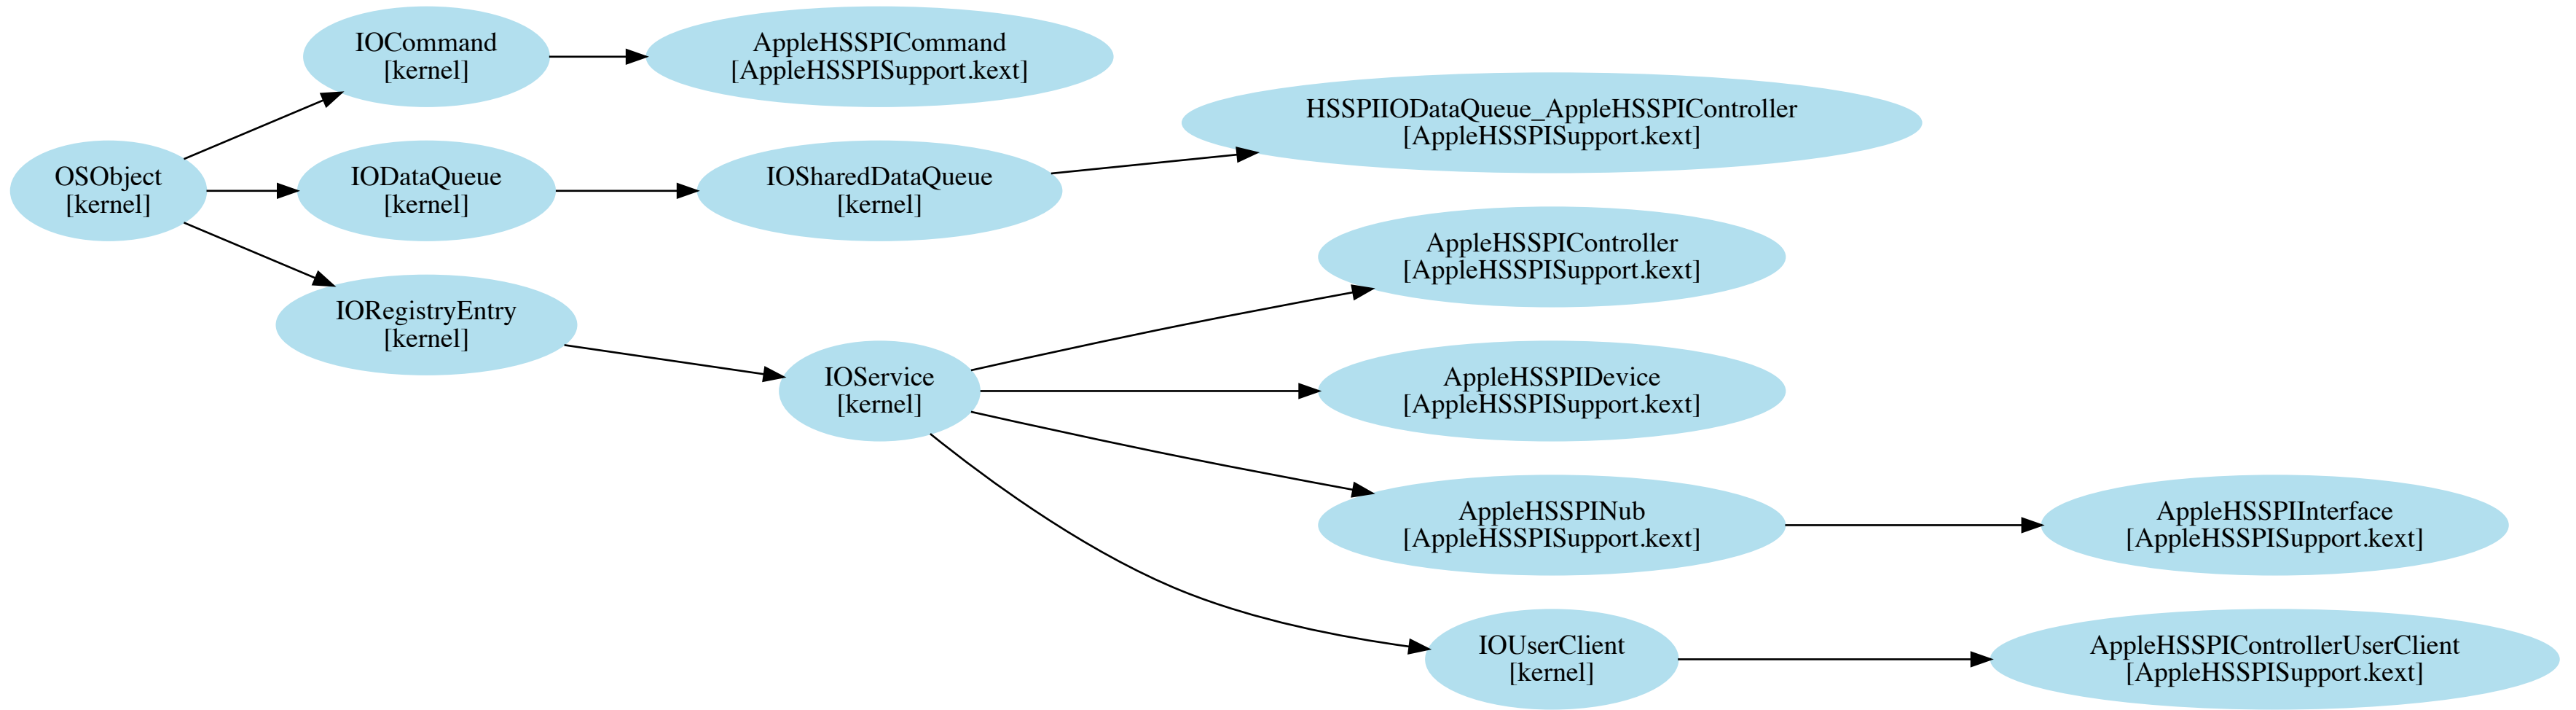 IOCommand
[kernel]
AppleHSSPICommand
[AppleHSSPISupport.kext]
HSSPIIODataQueue_AppleHSSPIController
[AppleHSSPISupport.kext]
OSObject
[kernel]
IODataQueue
[kernel]
IOSharedDataQueue
[kernel]
AppleHSSPIController
[AppleHSSPISupport.kext]
IORegistryEntry
[kernel]
IOService
[kernel]
AppleHSSPIDevice
[AppleHSSPISupport.kext]
AppleHSSPINub
[AppleHSSPISupport.kext]
AppleHSSPIInterface
[AppleHSSPISupport.kext]
IOUserClient
[kernel]
AppleHSSPIControllerUserClient
[AppleHSSPISupport.kext]